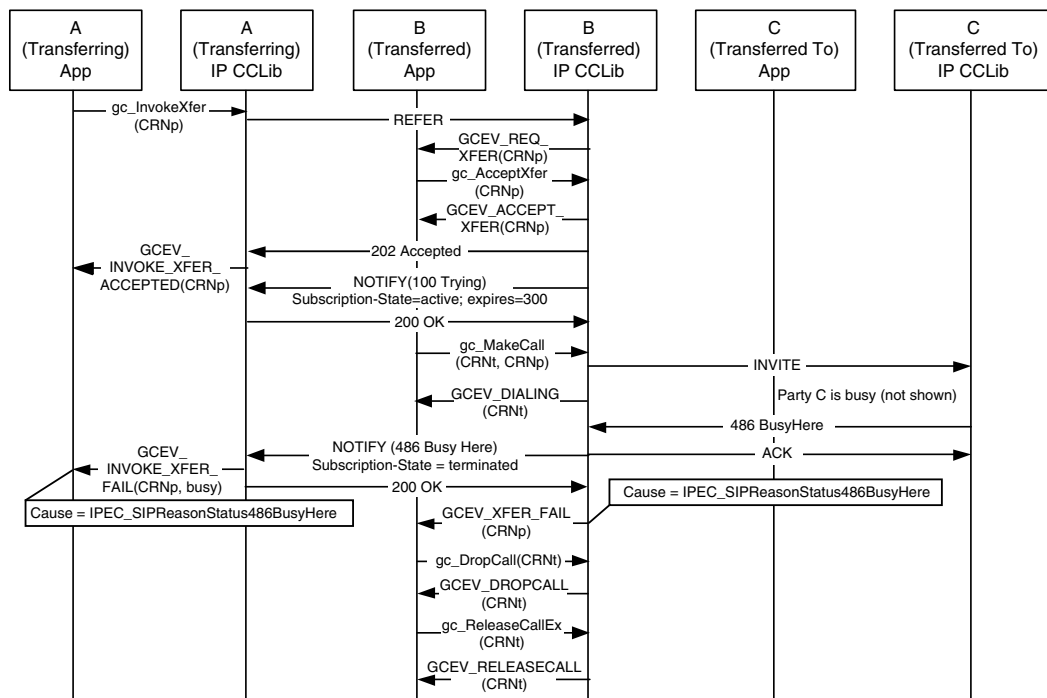 A
(Transferring)
App
A
(Transferring)
IP CCLib
B
(Transferred)
App
B
(Transferred)
IP CCLib
C
(Transferred To)
App
C
(Transferred To)
IP CCLib
gc_InvokeXfer
(CRNp)
REFER
GCEV_REQ_
XFER(CRNp)
gc_AcceptXfer
(CRNp)
GCEV_ACCEPT_
XFER(CRNp)
202 Accepted
GCEV_
INVOKE_XFER_
ACCEPTED(CRNp)
NOTIFY(100 Trying)
Subscription-State=active; expires=300
200 OK
gc_MakeCall
(CRNt, CRNp)
INVITE
GCEV_DIALING
(CRNt)
Party C is busy (not shown)
486 BusyHere
NOTIFY (486 Busy Here)
Subscription-State = terminated
ACK
GCEV_
INVOKE_XFER_
FAIL(CRNp, busy)
200 OK
Cause = IPEC_SIPReasonStatus486BusyHere
Cause = IPEC_SIPReasonStatus486BusyHere
GCEV_XFER_FAIL
(CRNp)
gc_DropCall(CRNt)
GCEV_DROPCALL
(CRNt)
gc_ReleaseCallEx
(CRNt)
GCEV_RELEASECALL
(CRNt)